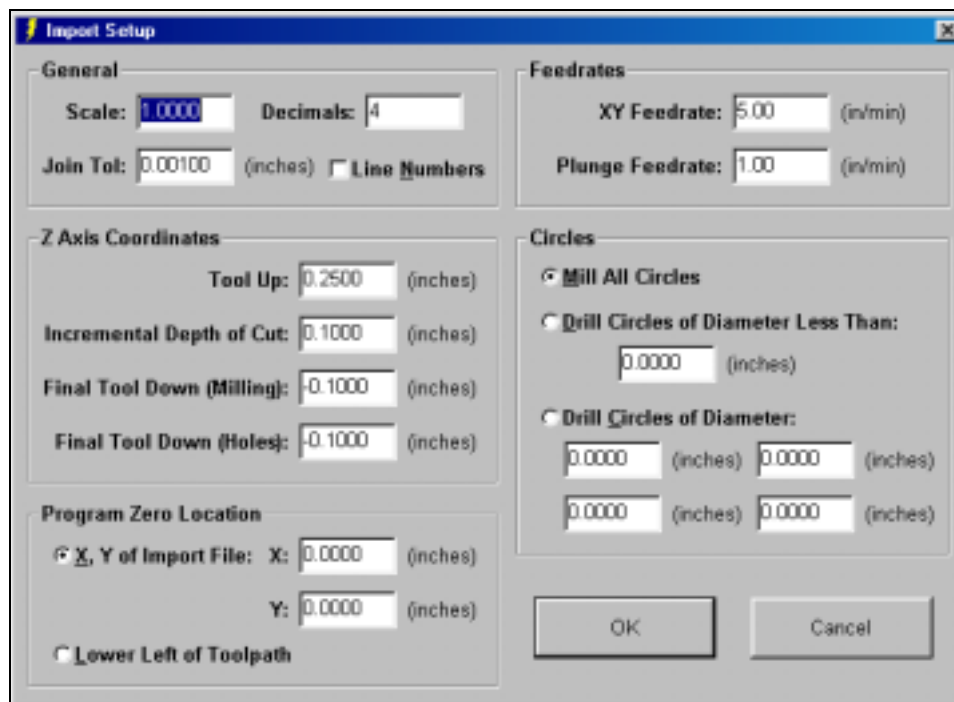 Import Setup
General
Scale: 1.0000 Decimals: 4
Join Tol: 0.00100 (inches) Line Numbers
Z Axis Coordinates
Tool Up: 0.2500 (inches)
Incremental Depth of Cut: 0.1000 (inches)
Final Tool Down (Milling): -0.1000 (inches)
Final Tool Down (Holes): -0.1000 (inches)
Program Zero Location
X, Y of Import File: X: 0.0000 (inches)
Y: 0.0000 (inches)
Lower Left of Toolpath
Feedrates
XY Feedrate: 5.00 (in/min)
Plunge Feedrate: 1.00 (in/min)
Circles
Mill All Circles
Drill Circles of Diameter Less Than:
0.0000 (inches)
Drill Circles of Diameter:
0.0000 (inches) 0.0000 (inches)
0.0000 (inches) 0.0000 (inches)
OK Cancel